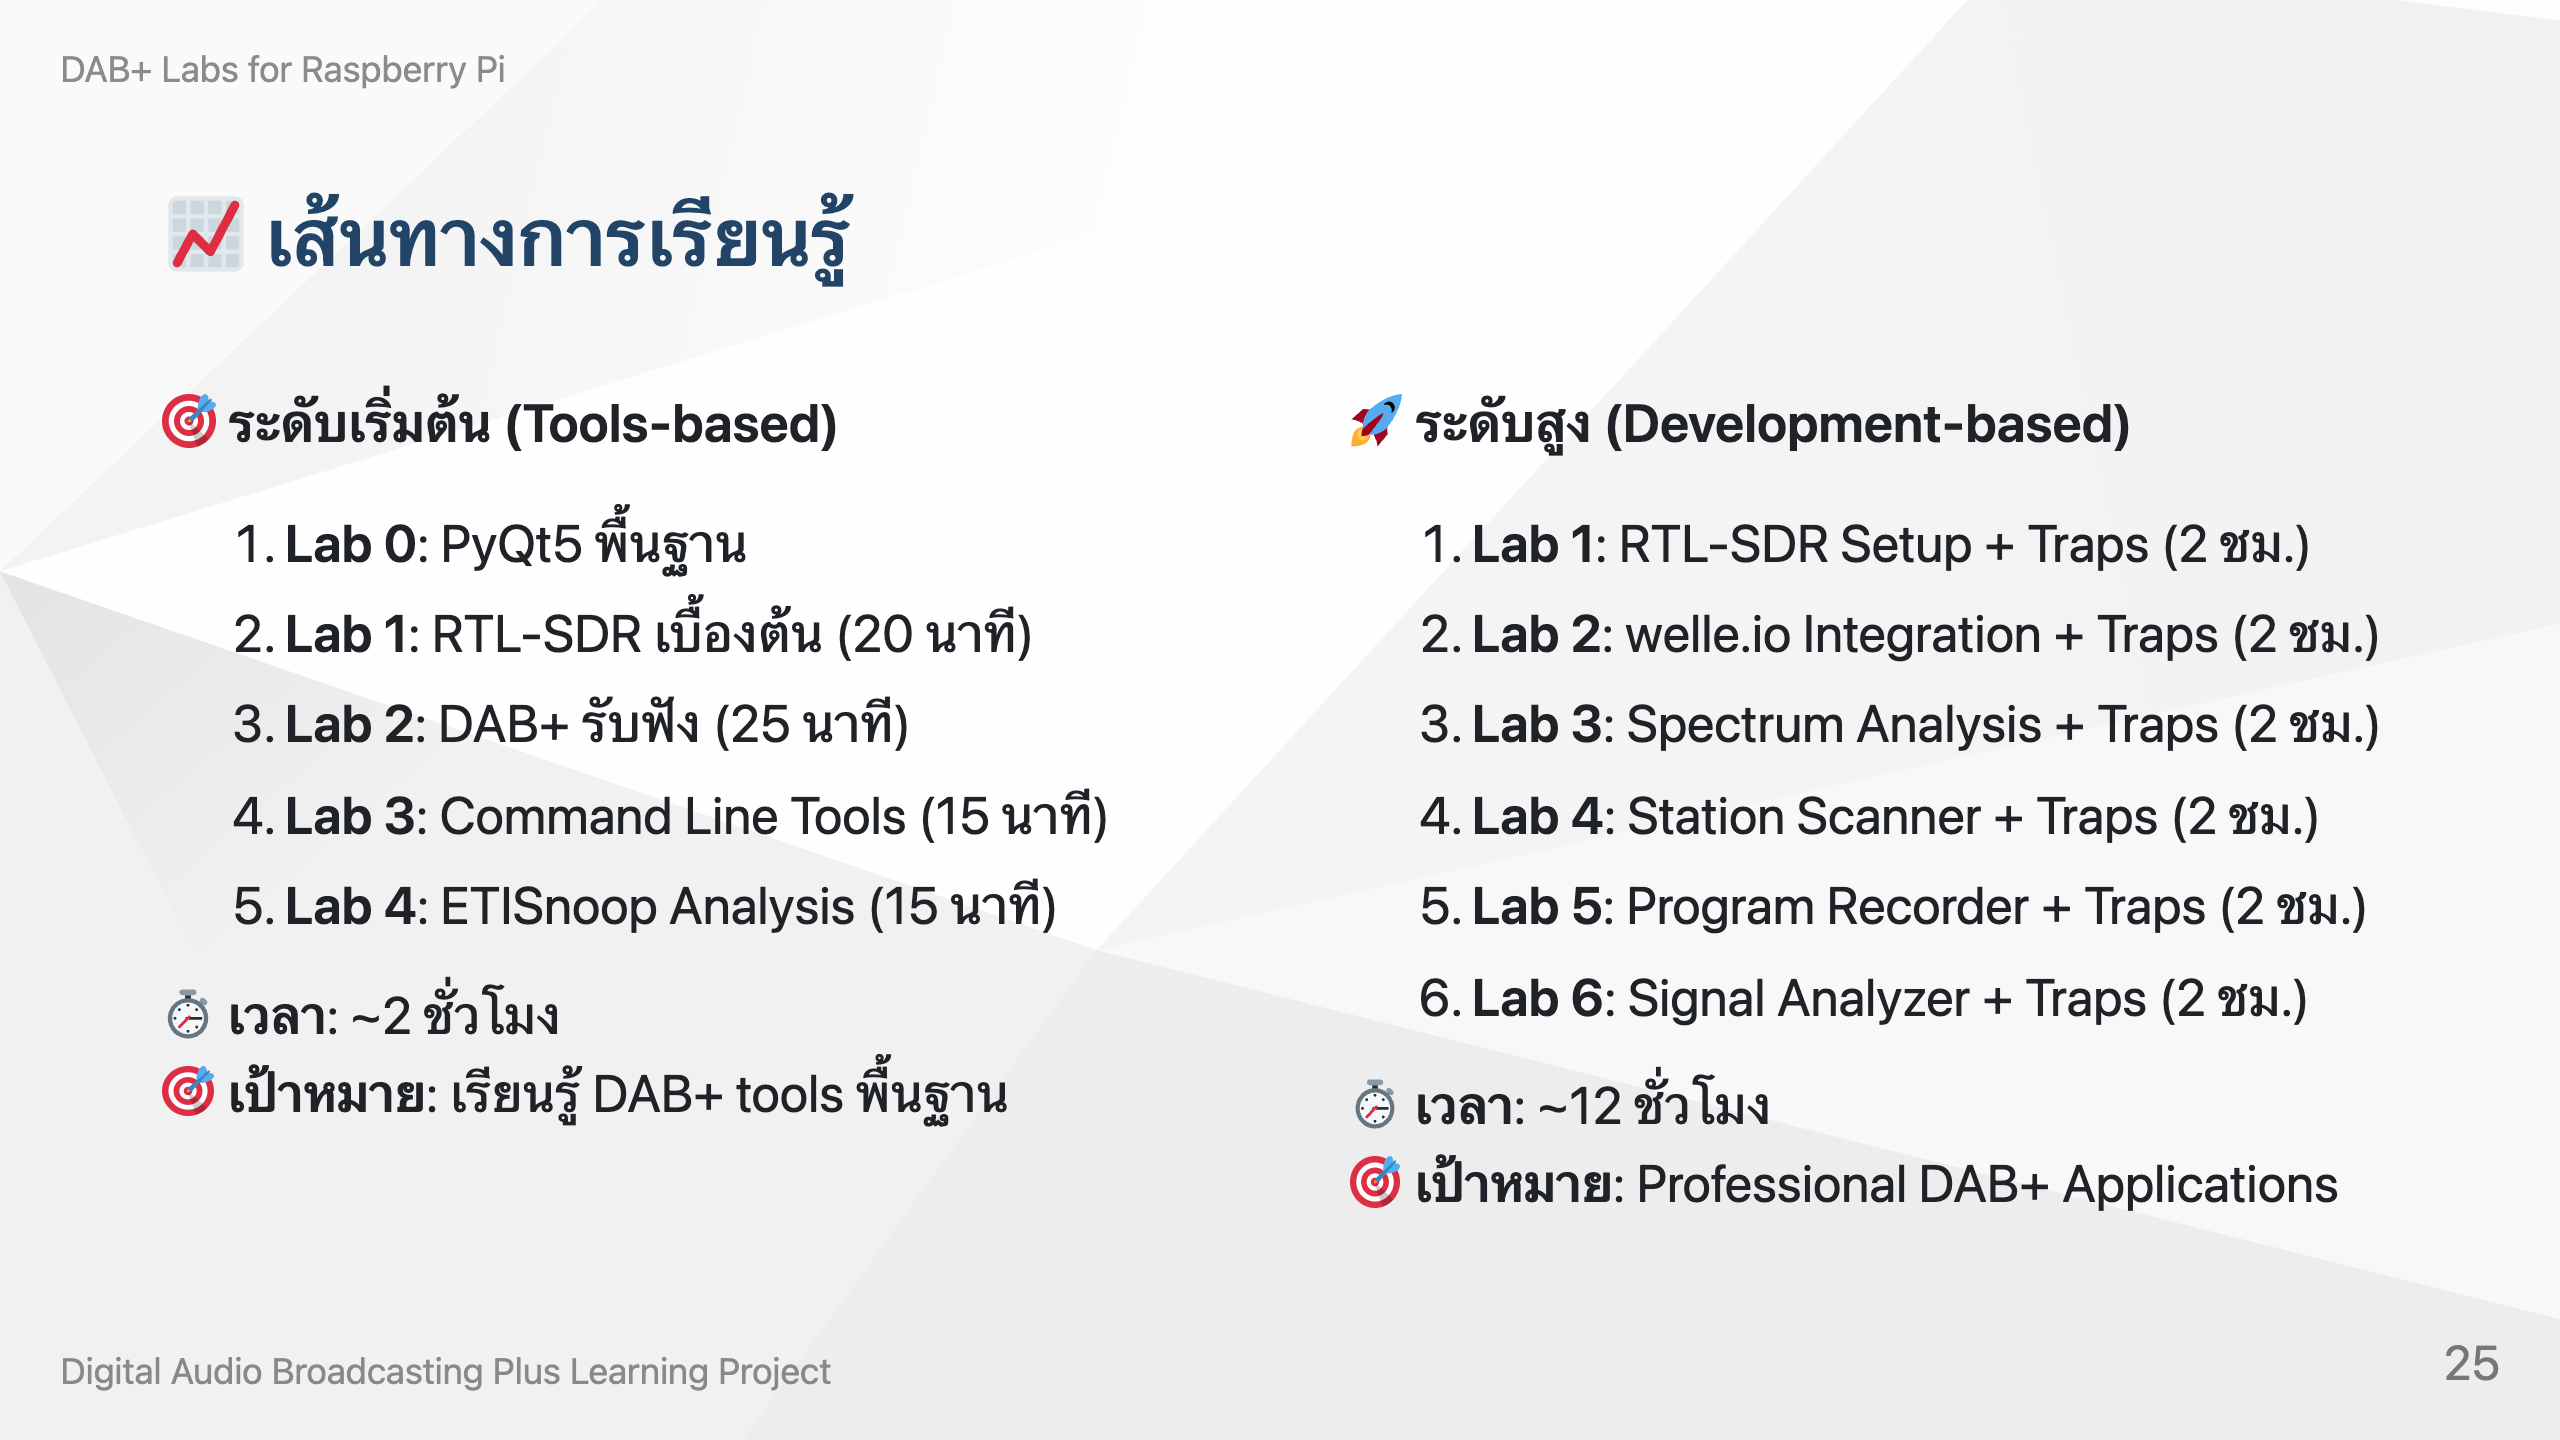 DAB+ Labs for Raspberry Pi
📈 เส้นทางการเรียนรู้
🎯 ระดับเริ่มต้น (Tools-based)
1. Lab 0: PyQt5 พื้นฐาน
2. Lab 1: RTL-SDR เบื้องต้น (20 นาที)
3. Lab 2: DAB+ รับฟัง (25 นาที)
4. Lab 3: Command Line Tools (15 นาที)
5. Lab 4: ETISnoop Analysis (15 นาที)
⏱️ เวลา: ~2 ชั่วโมง
🎯 เป้าหมาย: เรียนรู้ DAB+ tools พื้นฐาน
🚀 ระดับสูง (Development-based)
1. Lab 1: RTL-SDR Setup + Traps (2 ชม.)
2. Lab 2: welle.io Integration + Traps (2 ชม.)
3. Lab 3: Spectrum Analysis + Traps (2 ชม.)
4. Lab 4: Station Scanner + Traps (2 ชม.)
5. Lab 5: Program Recorder + Traps (2 ชม.)
6. Lab 6: Signal Analyzer + Traps (2 ชม.)
⏱️ เวลา: ~12 ชั่วโมง
🎯 เป้าหมาย: Professional DAB+ Applications
Digital Audio Broadcasting Plus Learning Project
25